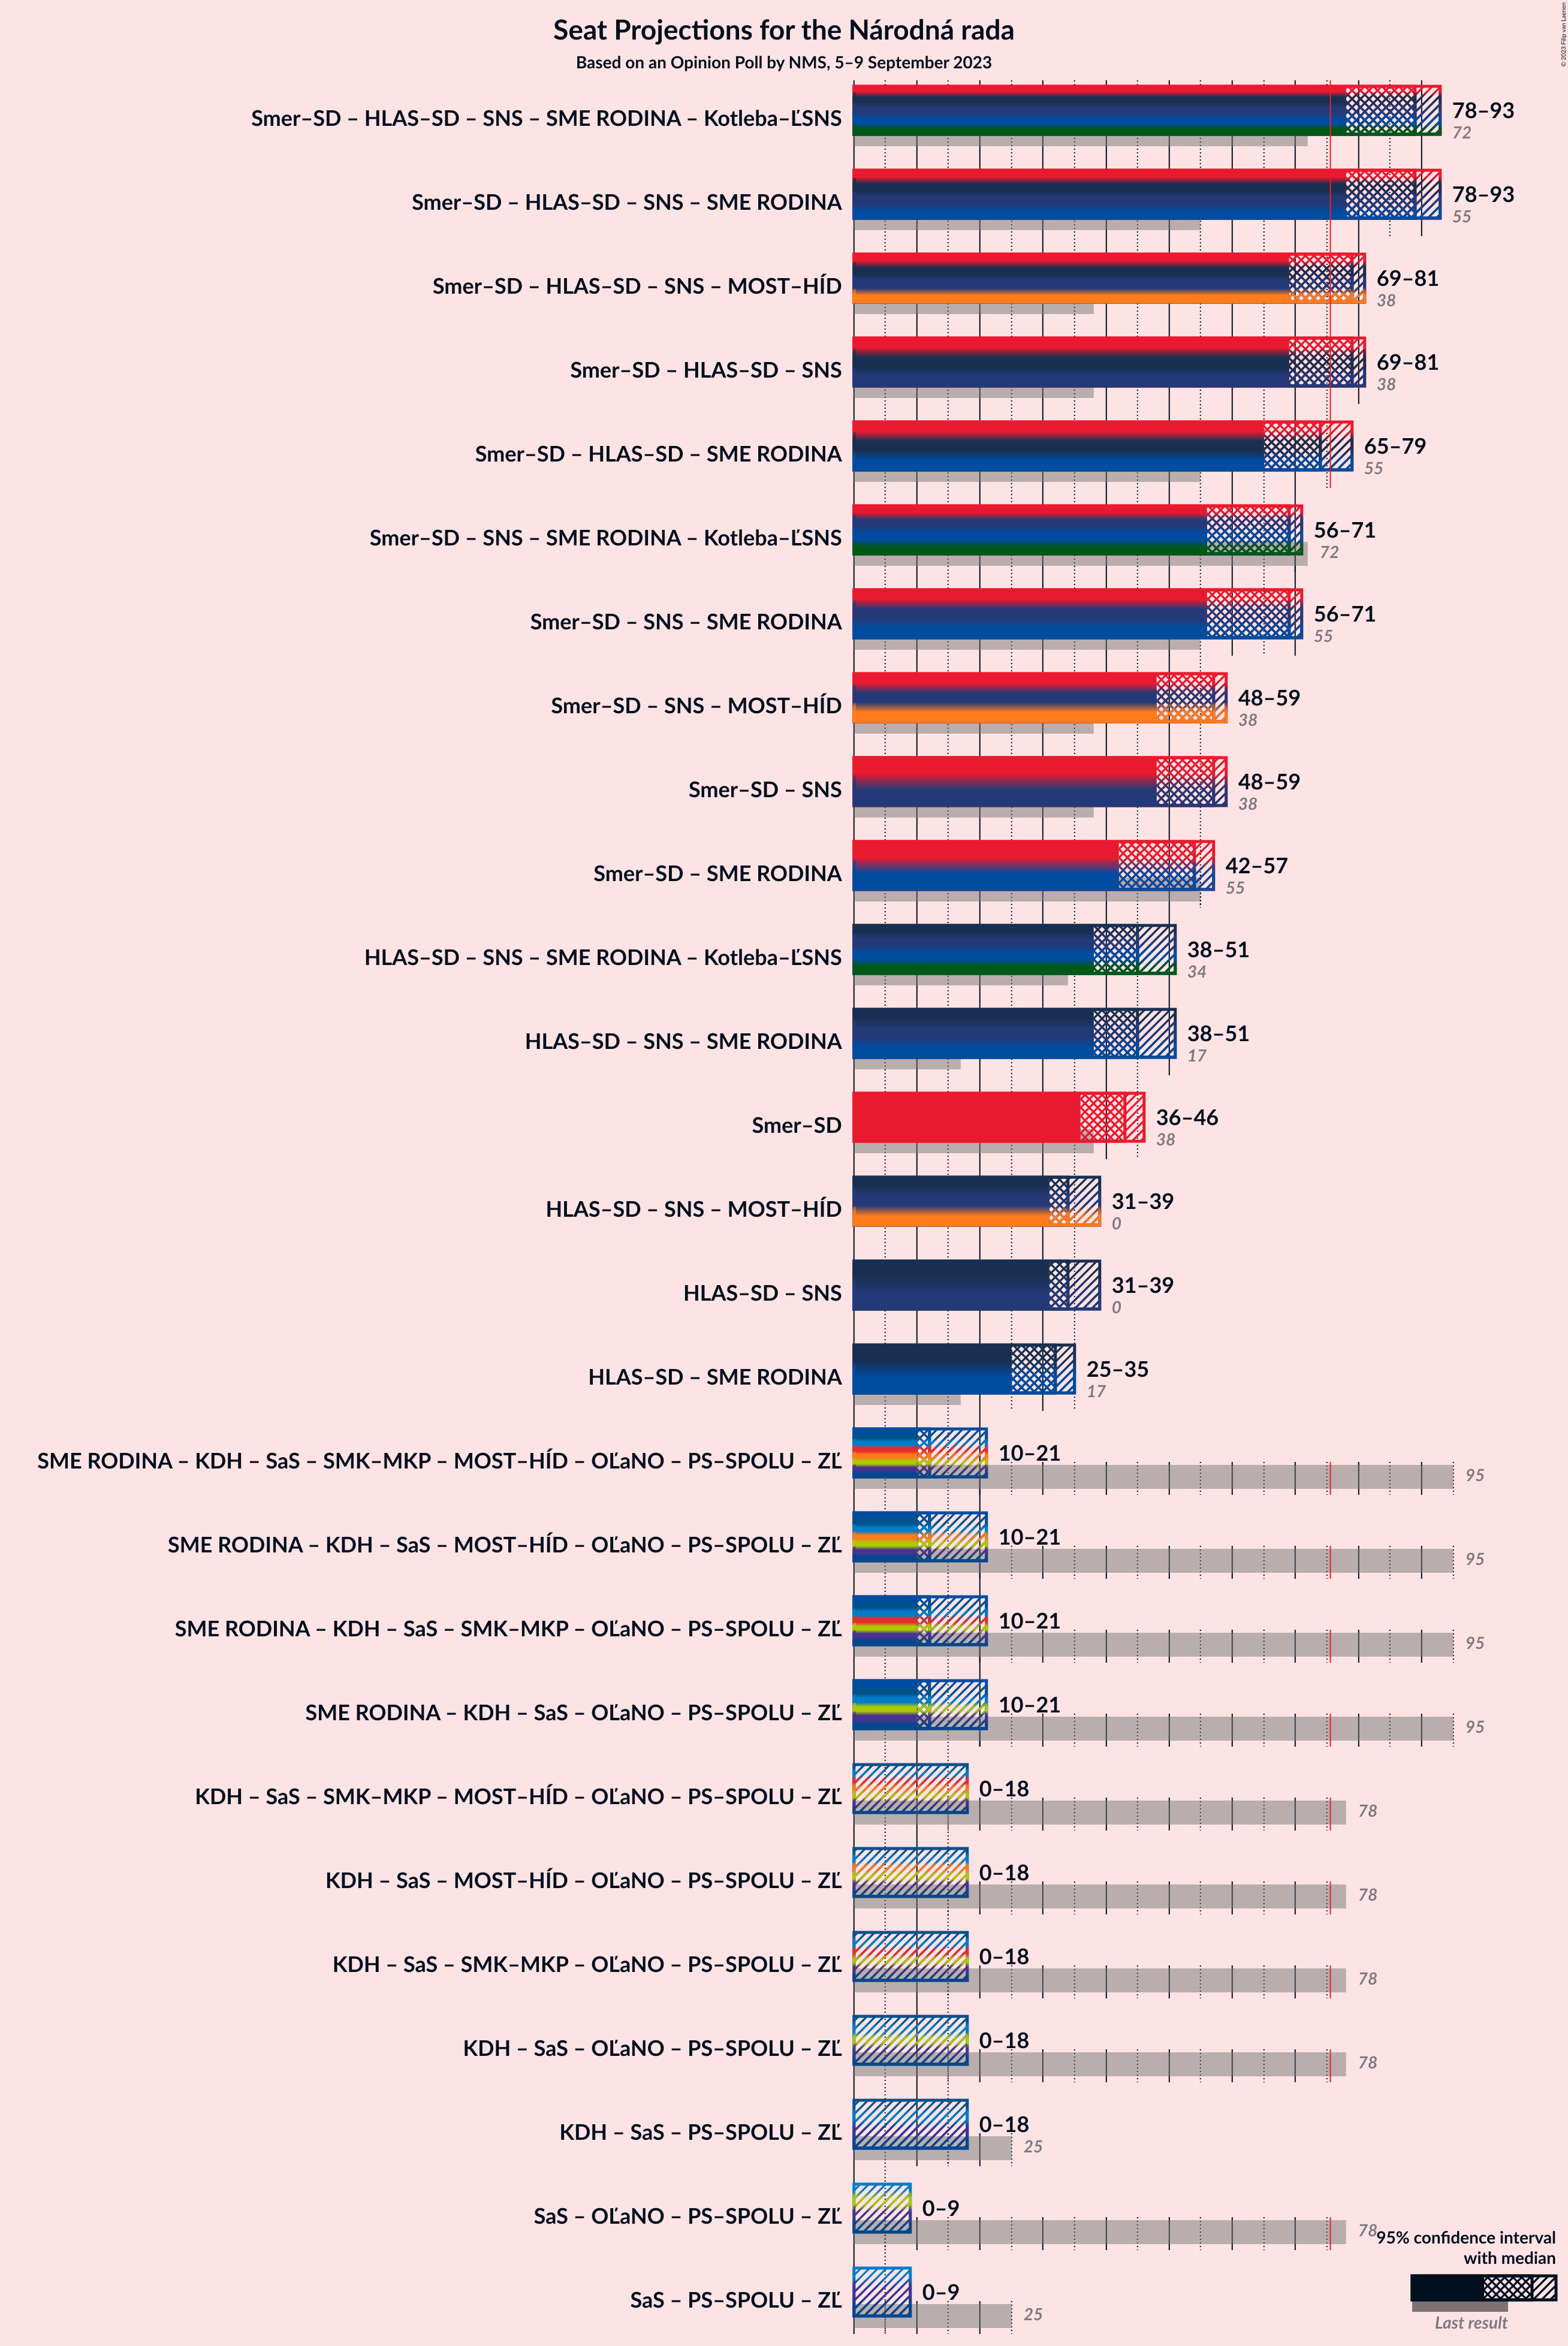 Seat Projections for the Národná rada
Based on an Opinion Poll by NMS, 5–9 September 2023
© 2023 Filip van Laenen
Smer–SD – HLAS–SD – SNS – SME RODINA – Kotleba–ĽSNS 78–93
72
Smer–SD – HLAS–SD – SNS – SME RODINA 78–93
55
Smer–SD – HLAS–SD – SNS – MOST–HÍD 69–81
38
Smer–SD – HLAS–SD – SNS 69–81
38
Smer–SD – HLAS–SD – SME RODINA 65–79
55
Smer–SD – SNS – SME RODINA – Kotleba–ĽSNS 56–71
72
Smer–SD – SNS – SME RODINA 56–71
55
Smer–SD – SNS – MOST–HÍD 48–59
38
Smer–SD – SNS 48–59
38
Smer–SD – SME RODINA 42–57
55
HLAS–SD – SNS – SME RODINA – Kotleba–ĽSNS 38–51
34
HLAS–SD – SNS – SME RODINA 38–51
17
Smer–SD 36–46
38
HLAS–SD – SNS – MOST–HÍD 31–39
0
HLAS–SD – SNS 31–39
0
HLAS–SD – SME RODINA 25–35
17
SME RODINA – KDH – SaS – SMK–MKP – MOST–HÍD – OĽaNO – PS–SPOLU – ZĽ 10–21
95
SME RODINA – KDH – SaS – MOST–HÍD – OĽaNO – PS–SPOLU – ZĽ 10–21
95
SME RODINA – KDH – SaS – SMK–MKP – OĽaNO – PS–SPOLU – ZĽ 10–21
95
SME RODINA – KDH – SaS – OĽaNO – PS–SPOLU – ZĽ 10–21
95
KDH – SaS – SMK–MKP – MOST–HÍD – OĽaNO – PS–SPOLU – ZĽ 0–18
78
KDH – SaS – MOST–HÍD – OĽaNO – PS–SPOLU – ZĽ 0–18
78
KDH – SaS – SMK–MKP – OĽaNO – PS–SPOLU – ZĽ 0–18
78
KDH – SaS – OĽaNO – PS–SPOLU – ZĽ 0–18
78
KDH – SaS – PS–SPOLU – ZĽ 0–18
25
SaS – OĽaNO – PS–SPOLU – ZĽ 0–9
78
SaS – PS–SPOLU – ZĽ 0–9
25
95% confidence interval
with median
Last result